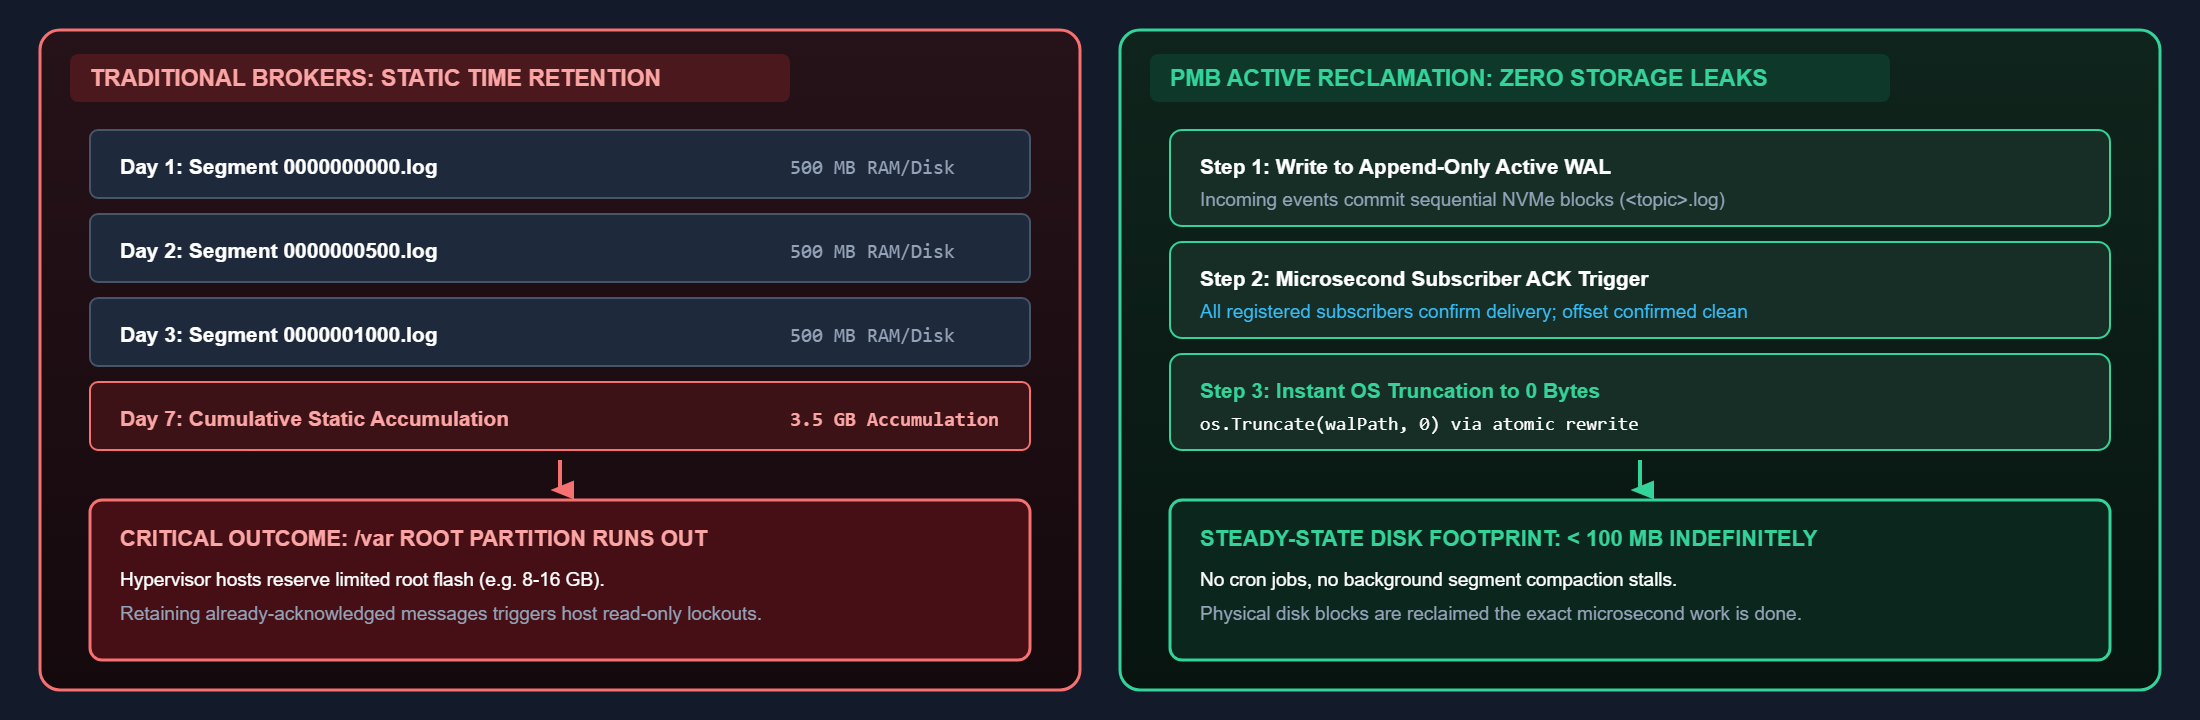 TRADITIONAL BROKERS: STATIC TIME RETENTION
Day 1: Segment 0000000000.log
500 MB RAM/Disk
Day 2: Segment 0000000500.log
500 MB RAM/Disk
Day 3: Segment 0000001000.log
500 MB RAM/Disk
Day 7: Cumulative Static Accumulation
3.5 GB Accumulation
CRITICAL OUTCOME: /var ROOT PARTITION RUNS OUT
Hypervisor hosts reserve limited root flash (e.g. 8-16 GB).
Retaining already-acknowledged messages triggers host read-only lockouts.
PMB ACTIVE RECLAMATION: ZERO STORAGE LEAKS
Step 1: Write to Append-Only Active WAL
Incoming events commit sequential NVMe blocks (<topic>.log)
Step 2: Microsecond Subscriber ACK Trigger
All registered subscribers confirm delivery; offset confirmed clean
Step 3: Instant OS Truncation to 0 Bytes
os.Truncate(walPath, 0) via atomic rewrite
STEADY-STATE DISK FOOTPRINT: < 100 MB INDEFINITELY
No cron jobs, no background segment compaction stalls.
Physical disk blocks are reclaimed the exact microsecond work is done.